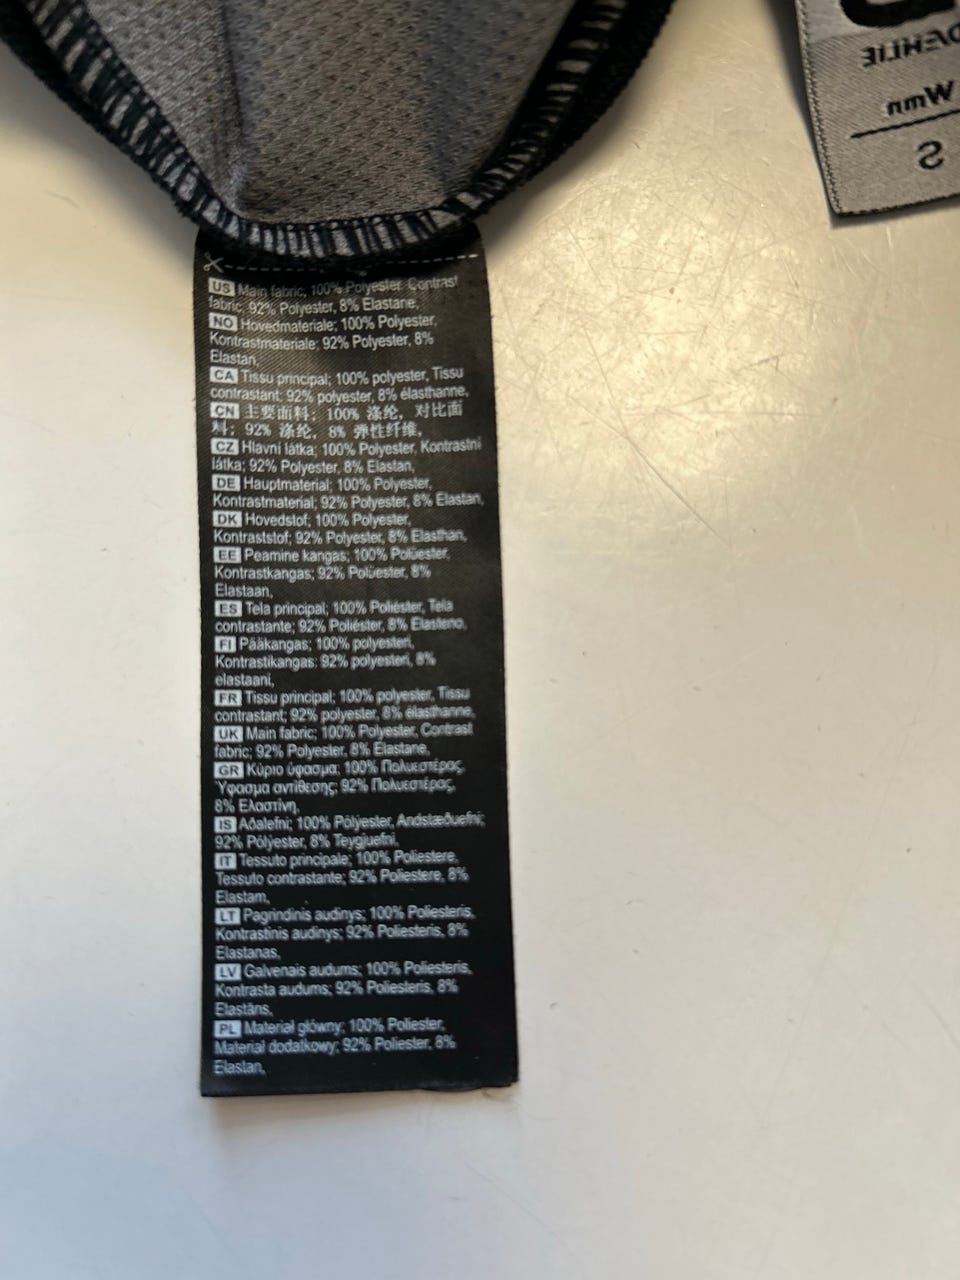 DÆHLIE
Wmn
S
US Main fabric; 100% Polyester, Contrast
fabric; 92% Polyester, 8% Elastane,
NO Hovedmateriale; 100% Polyester,
Kontrastmateriale; 92% Polyester, 8%
Elastan,
CA Tissu principal; 100% polyester, Tissu
contrastant; 92% polyester, 8% élasthanne,
CN 主要面料; 100% 涤纶, 对比面
料; 92% 涤纶, 8% 弹性纤维,
CZ Hlavní látka; 100% Polyester, Kontrastní
látka; 92% Polyester, 8% Elastan,
DE Hauptmaterial; 100% Polyester,
Kontrastmaterial; 92% Polyester, 8% Elastan,
DK Hovedstof; 100% Polyester,
Kontraststof; 92% Polyester, 8% Elasthan,
EE Peamine kangas; 100% Polüester,
Kontrastkangas; 92% Polüester, 8%
Elastaan,
ES Tela principal; 100% Poliéster, Tela
contrastante; 92% Poliéster, 8% Elasteno,
FI Pääkangas; 100% polyesteri,
Kontrastikangas; 92% polyesteri, 8%
elastaani,
FR Tissu principal; 100% polyester, Tissu
contrastant; 92% polyester, 8% élasthanne,
UK Main fabric; 100% Polyester, Contrast
fabric; 92% Polyester, 8% Elastane,
GR Κύριο ύφασμα; 100% Πολυεστέρας,
Ύφασμα αντίθεσης; 92% Πολυεστέρας,
8% Ελαστίνη,
IS Aðalefni; 100% Pólýester, Andstæðuefni;
92% Pólýester, 8% Teygjuefni,
IT Tessuto principale; 100% Poliestere,
Tessuto contrastante; 92% Poliestere, 8%
Elastam,
LT Pagrindinis audinys; 100% Poliesteris,
Kontrastinis audinys; 92% Poliesteris, 8%
Elastanas,
LV Galvenais audums; 100% Poliesteris,
Kontrasta audums; 92% Poliesteris, 8%
Elastāns,
PL Materiał główny; 100% Poliester,
Materiał dodatkowy; 92% Poliester, 8%
Elastan,